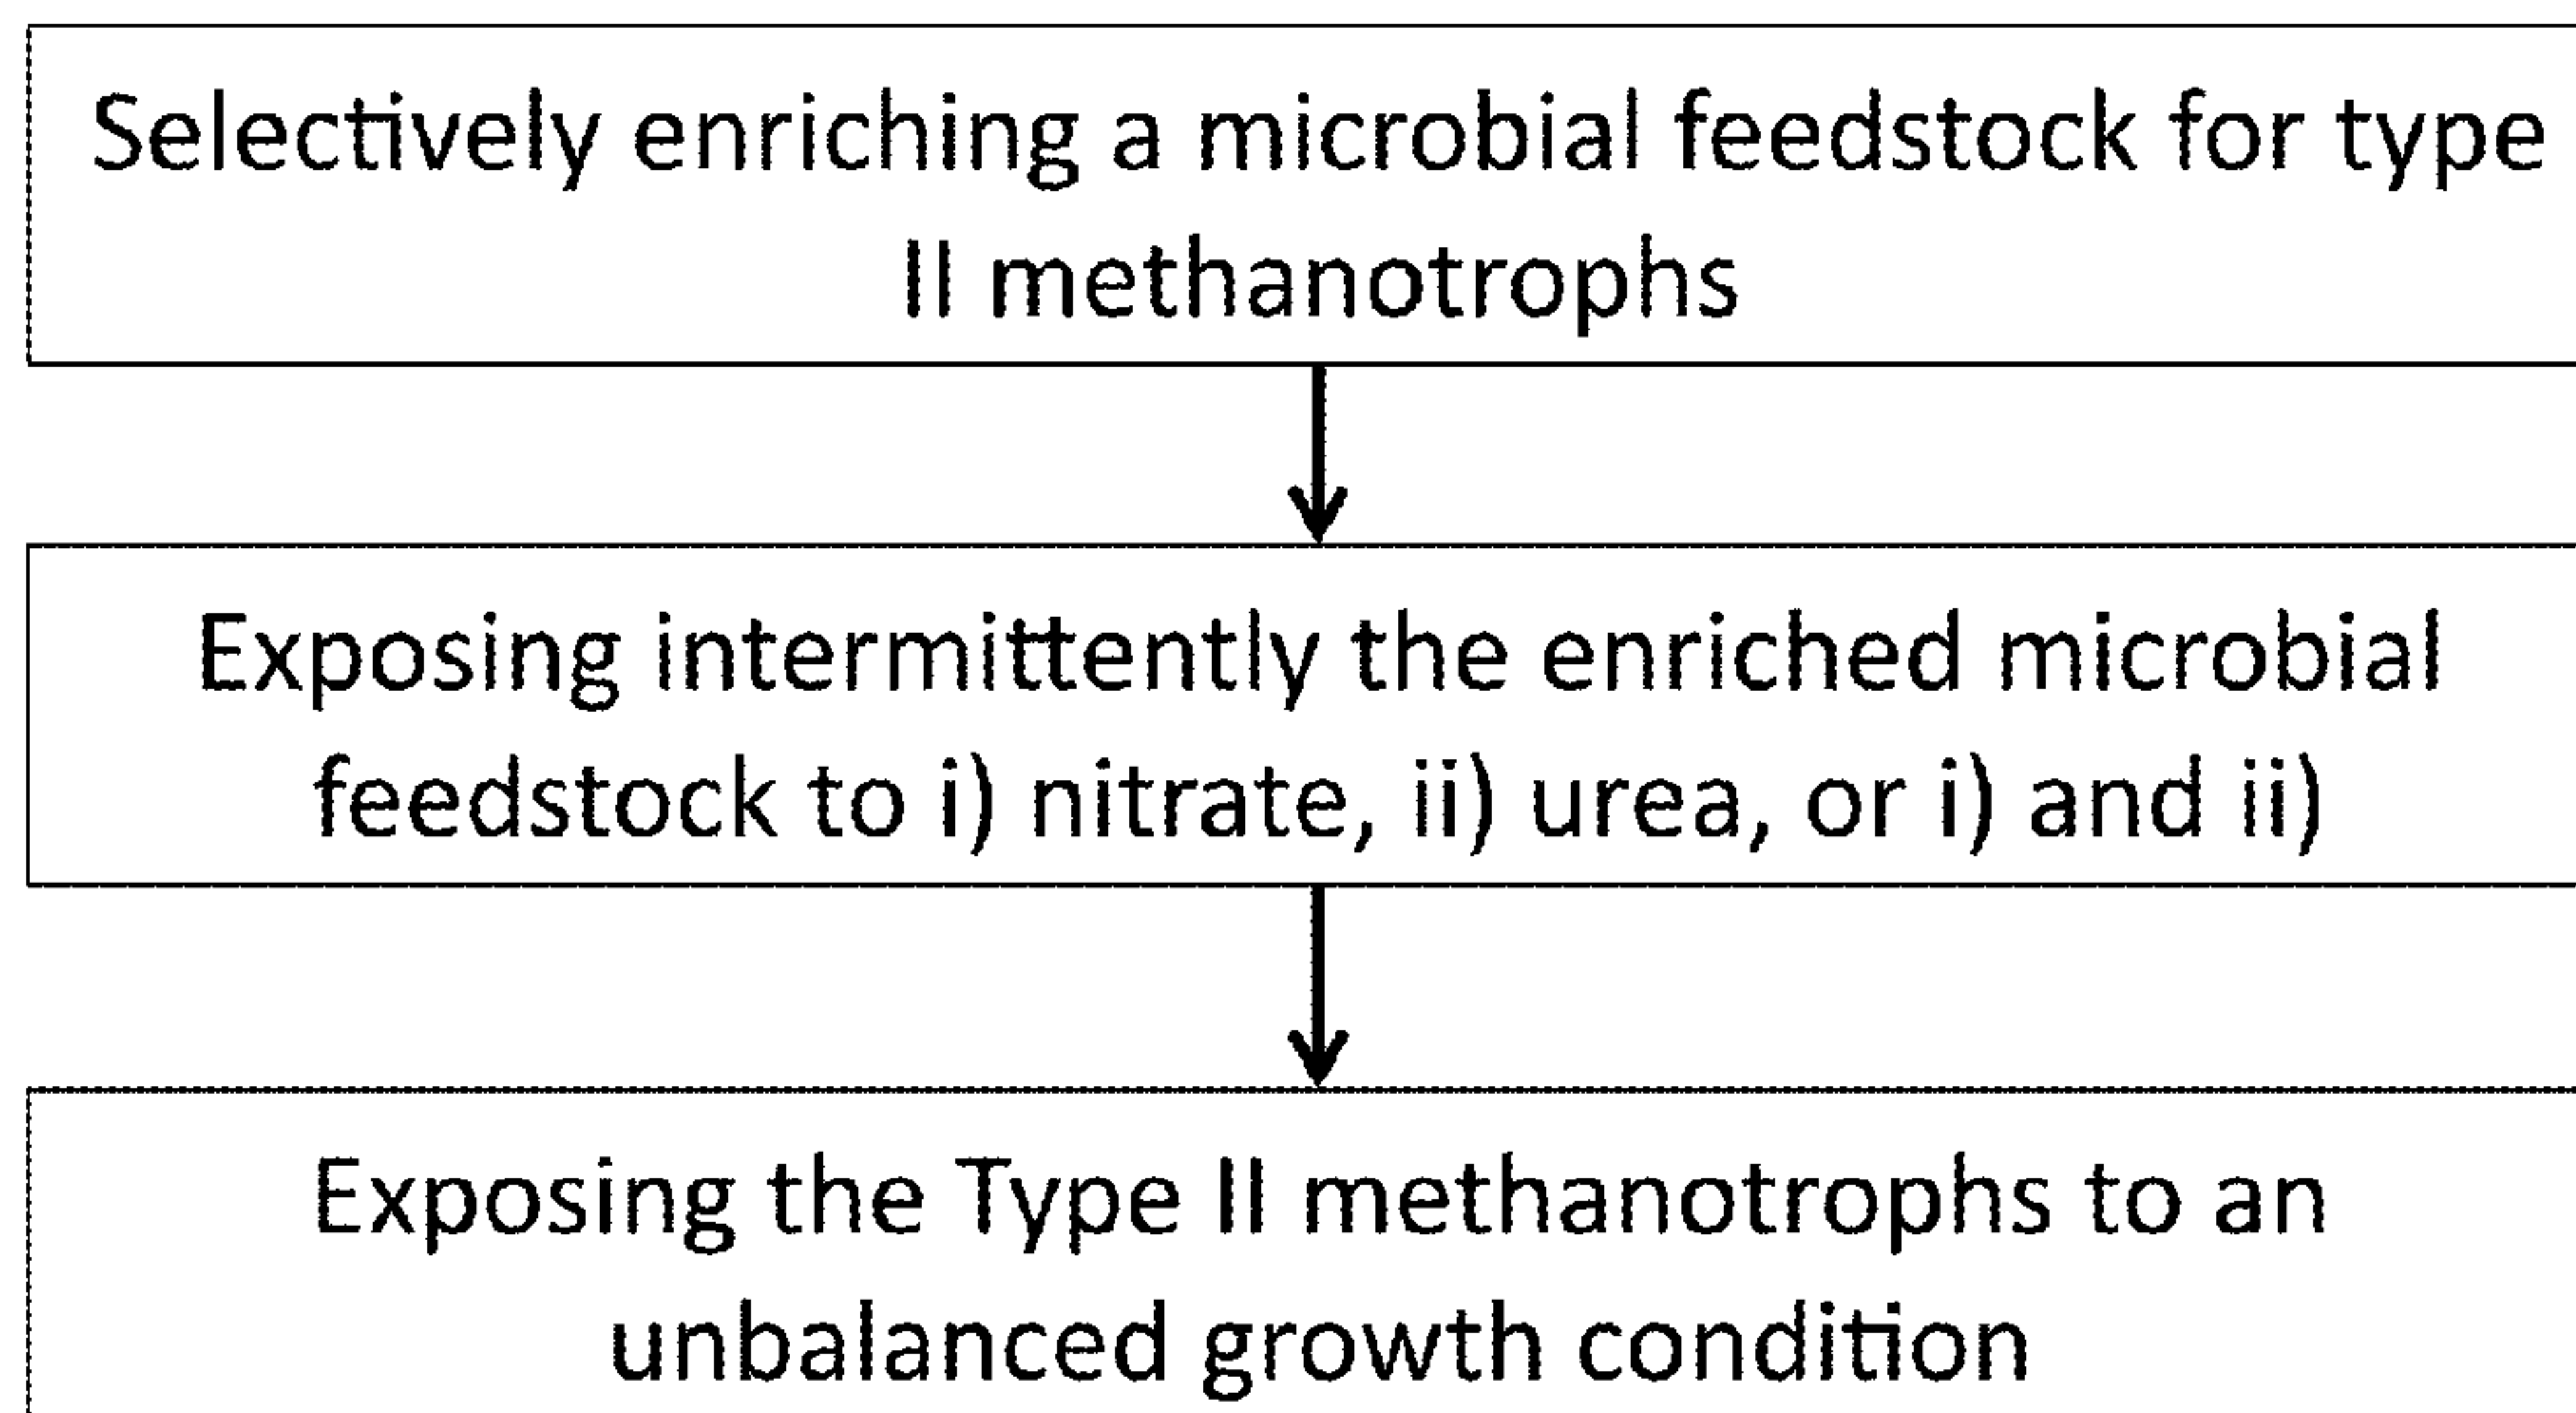 Selectively enriching a microbial feedstock for type
II methanotrophs
Exposing intermittently the enriched microbial
feedstock to i) nitrate, ii) urea, or i) and ii)
Exposing the Type II methanotrophs to an
unbalanced growth condition